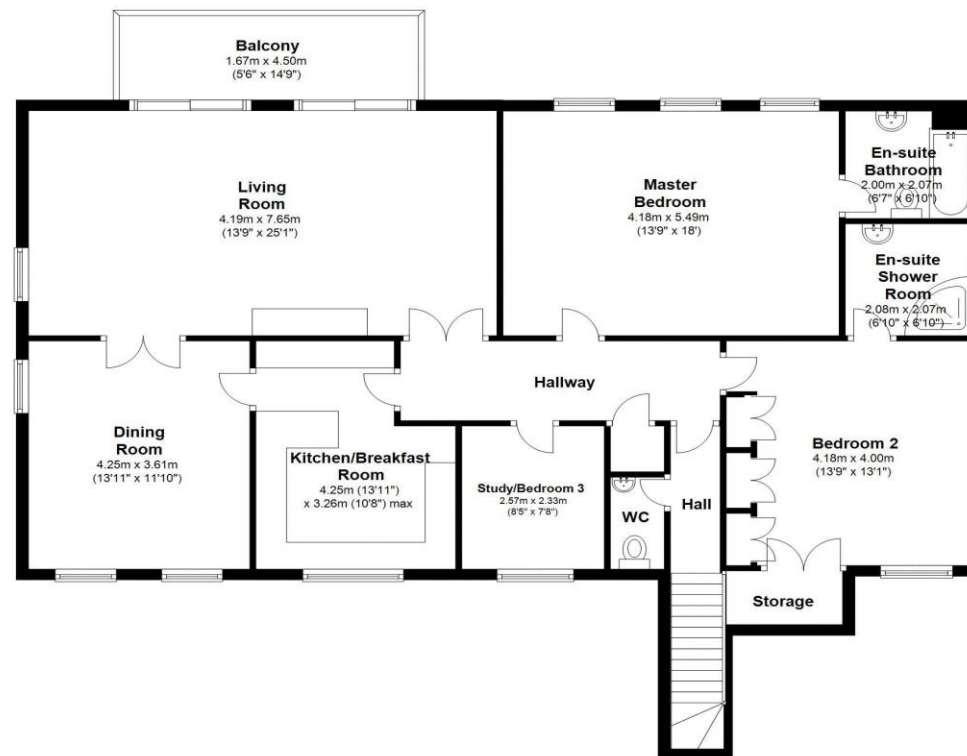 Balcony
1.67m x 4.50m
(5'6" x 14'9")
Living
Room
4.19m x 7.65m
(13'9" x 25'1")
Master
Bedroom
4.18m x 5.49m
(13'9" x 18')
En-suite
Bathroom
2.00m x 2.07m
(6'7" x 6'10")
En-suite
Shower
Room
2.08m x 2.07m
(6'10" x 6'10")
Hallway
Dining
Room
4.25m x 3.61m
(13'11" x 11'10")
Kitchen/Breakfast
Room
4.25m (13'11")
x 3.26m (10'8") max
Study/Bedroom 3
2.57m x 2.33m
(8'5" x 7'8")
WC
Hall
Bedroom 2
4.18m x 4.00m
(13'9" x 13'1")
Storage